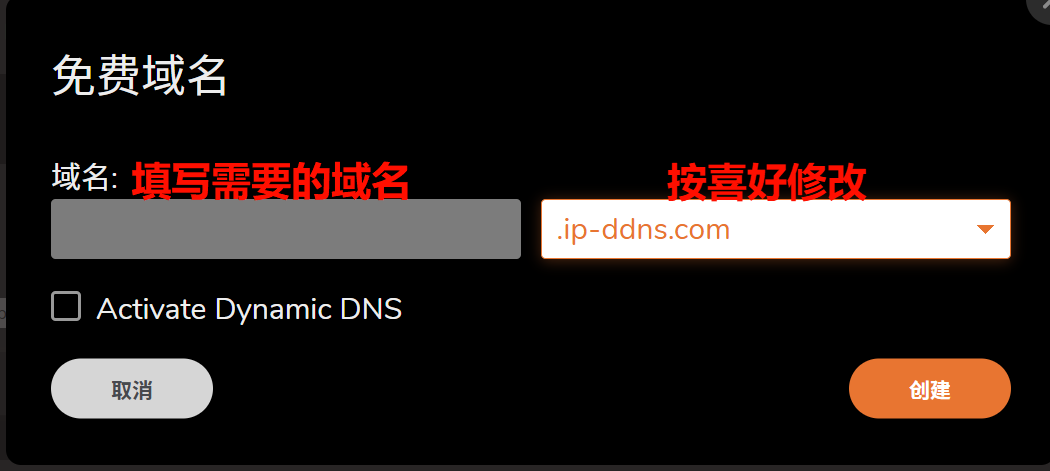 免费域名
域名: 填写需要的域名
按喜好修改
.ip-ddns.com
Activate Dynamic DNS
取消
创建